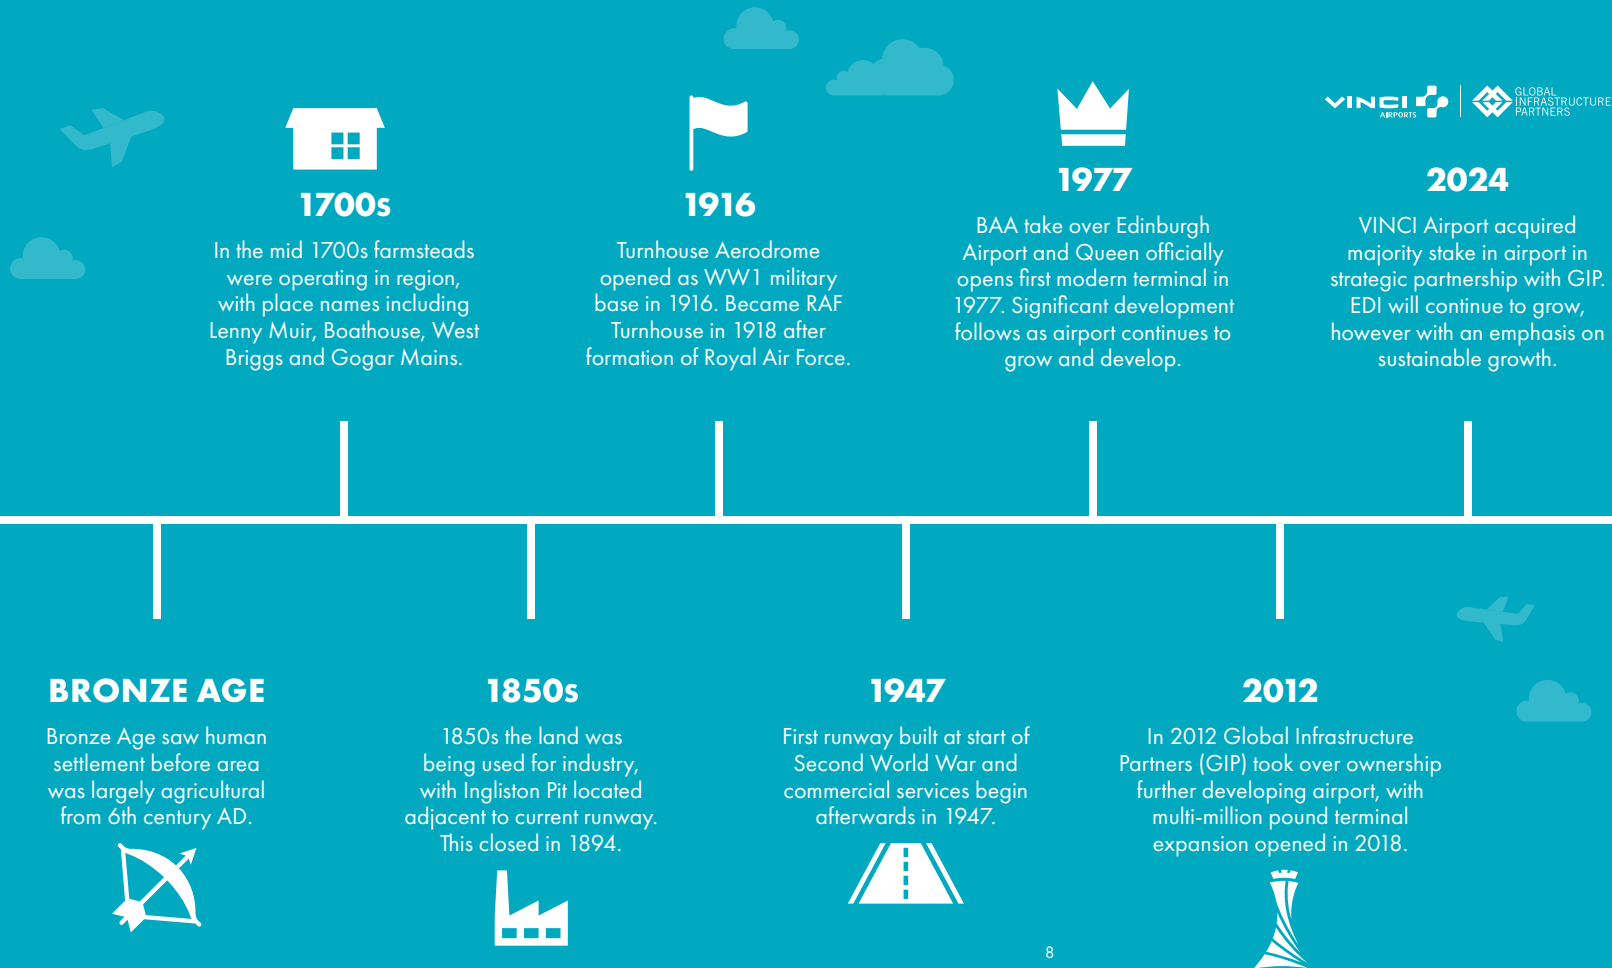 VINCI
AIRPORTS
GLOBAL
INFRASTRUCTURE
PARTNERS
1700s
In the mid 1700s farmsteads
were operating in region,
with place names including
Lenny Muir, Boathouse, West
Briggs and Gogar Mains.
1916
Turnhouse Aerodrome
opened as WW1 military
base in 1916. Became RAF
Turnhouse in 1918 after
formation of Royal Air Force.
1977
BAA take over Edinburgh
Airport and Queen officially
opens first modern terminal in
1977. Significant development
follows as airport continues to
grow and develop.
2024
VINCI Airport acquired
majority stake in airport in
strategic partnership with GIP.
EDI will continue to grow,
however with an emphasis on
sustainable growth.
BRONZE AGE
Bronze Age saw human
settlement before area
was largely agricultural
from 6th century AD.
1850s
1850s the land was
being used for industry,
with Ingliston Pit located
adjacent to current runway.
This closed in 1894.
1947
First runway built at start of
Second World War and
commercial services begin
afterwards in 1947.
2012
In 2012 Global Infrastructure
Partners (GIP) took over ownership
further developing airport, with
multi-million pound terminal
expansion opened in 2018.
8